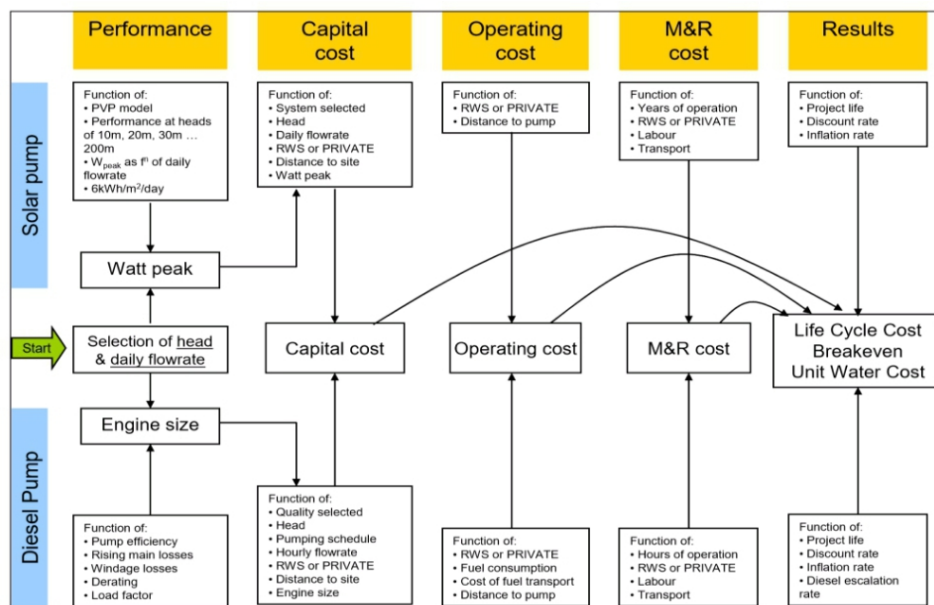 Performance
Capital
cost
Operating
cost
M&R
cost
Results
Solar pump
Function of:
• PVP model
• Performance at heads
of 10m, 20m, 30m …
200m
• Wpeak as fⁿ of daily
flowrate
• 6kWh/m²/day
Function of:
• System selected
• Head
• Daily flowrate
• RWS or PRIVATE
• Distance to site
• Watt peak
Function of:
• RWS or PRIVATE
• Distance to pump
Function of:
• Years of operation
• RWS or PRIVATE
• Labour
• Transport
Function of:
• Project life
• Discount rate
• Inflation rate
Watt peak
Start
Selection of head
& daily flowrate
Capital cost
Operating cost
M&R cost
Life Cycle Cost
Breakeven
Unit Water Cost
Diesel Pump
Engine size
Function of:
• Pump efficiency
• Rising main losses
• Windage losses
• Derating
• Load factor
Function of:
• Quality selected
• Head
• Pumping schedule
• Hourly flowrate
• RWS or PRIVATE
• Distance to site
• Engine size
Function of:
• RWS or PRIVATE
• Fuel consumption
• Cost of fuel transport
• Distance to pump
Function of:
• Hours of operation
• RWS or PRIVATE
• Labour
• Transport
Function of:
• Project life
• Discount rate
• Inflation rate
• Diesel escalation
rate